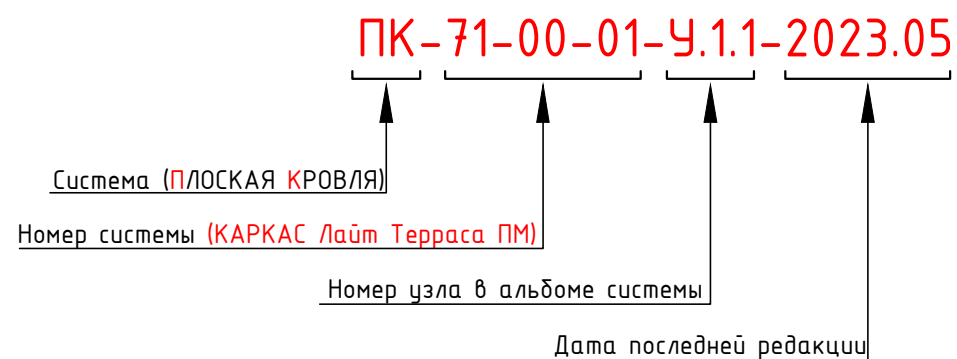 ПК-71-00-01-У.1.1-2023.05
Система (ПЛОСКАЯ КРОВЛЯ)
Номер системы (КАРКАС Лайт Терраса ПМ)
Номер узла в альбоме системы
Дата последней редакции